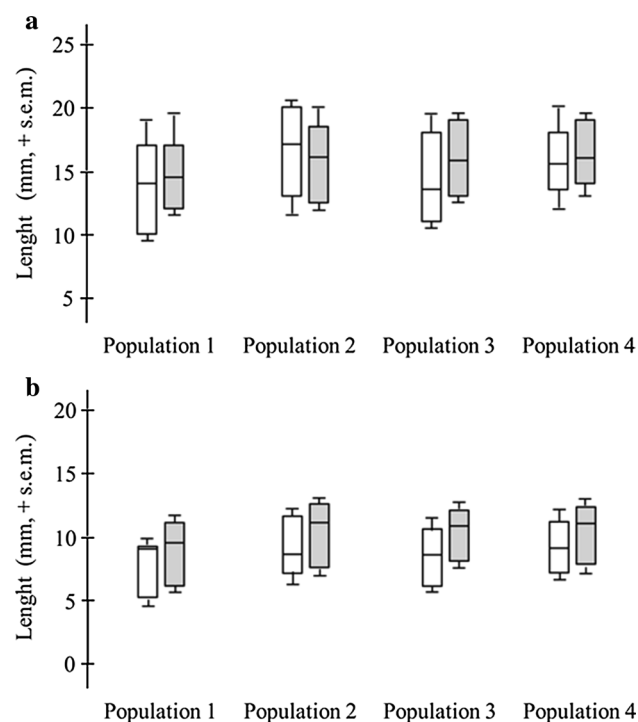 a
25
20
15
10
5
Lenght (mm, + s.e.m.)
Population 1 Population 2 Population 3 Population 4
b
20
15
10
5
0
Lenght (mm, + s.e.m.)
Population 1 Population 2 Population 3 Population 4